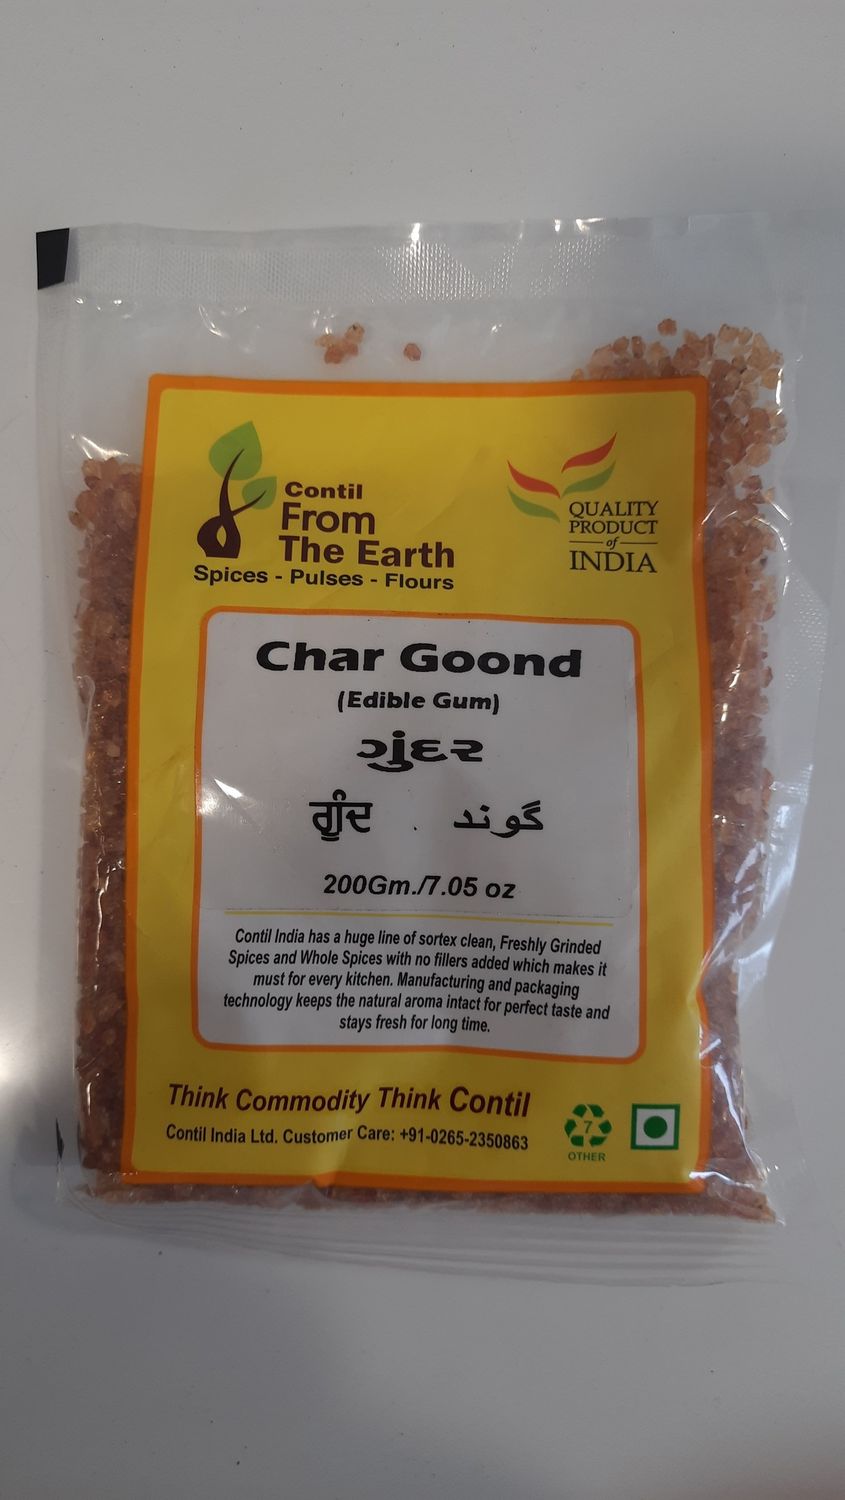 Contil
From
The Earth
Spices - Pulses - Flours
QUALITY
PRODUCT
of
INDIA
Char Goond
(Edible Gum)
ગુંદર
ਗੂੰਦ گوند
200Gm./7.05 oz
Contil India has a huge line of sortex clean, Freshly Grinded
Spices and Whole Spices with no fillers added which makes it
must for every kitchen. Manufacturing and packaging
technology keeps the natural aroma intact for perfect taste and
stays fresh for long time.
Think Commodity Think Contil
Contil India Ltd. Customer Care: +91-0265-2350863
7
OTHER